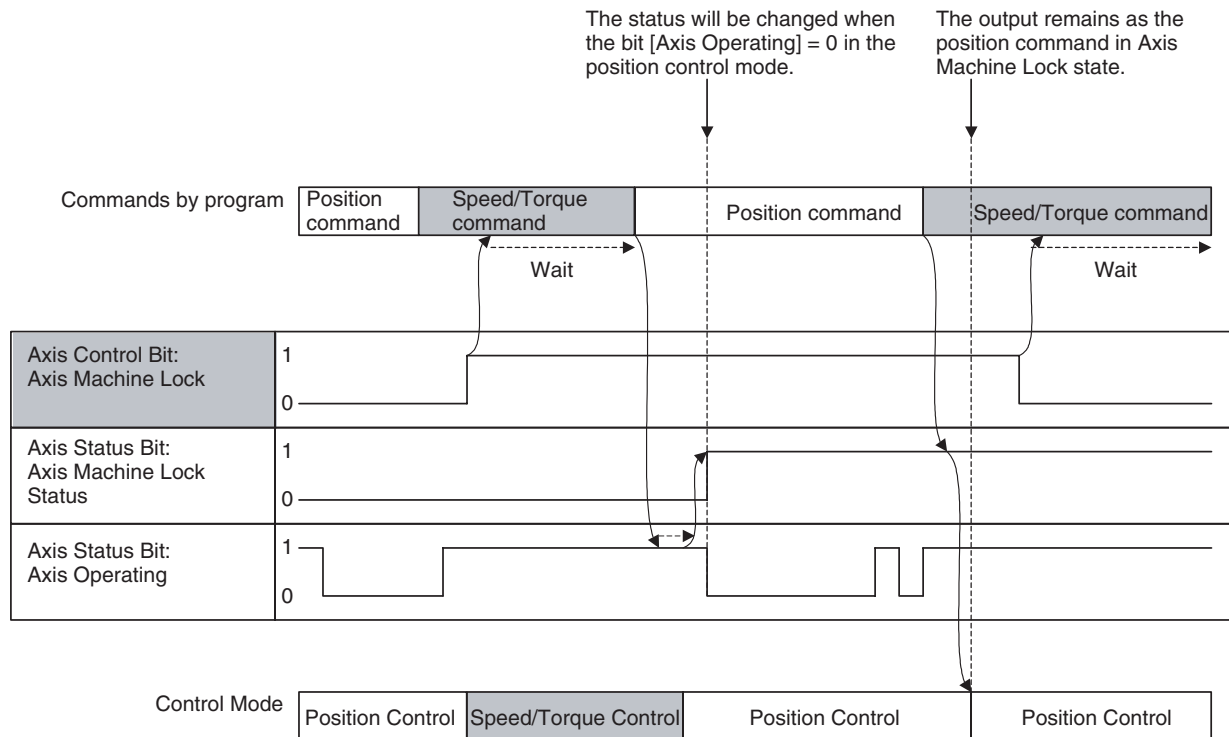 The status will be changed when
the bit [Axis Operating] = 0 in the
position control mode.
The output remains as the
position command in Axis
Machine Lock state.
Commands by program
Position
command
Speed/Torque
command
Position command
Speed/Torque command
Wait
Wait
Axis Control Bit:
Axis Machine Lock
1
0
Axis Status Bit:
Axis Machine Lock
Status
1
0
Axis Status Bit:
Axis Operating
1
0
Control Mode
Position Control
Speed/Torque Control
Position Control
Position Control